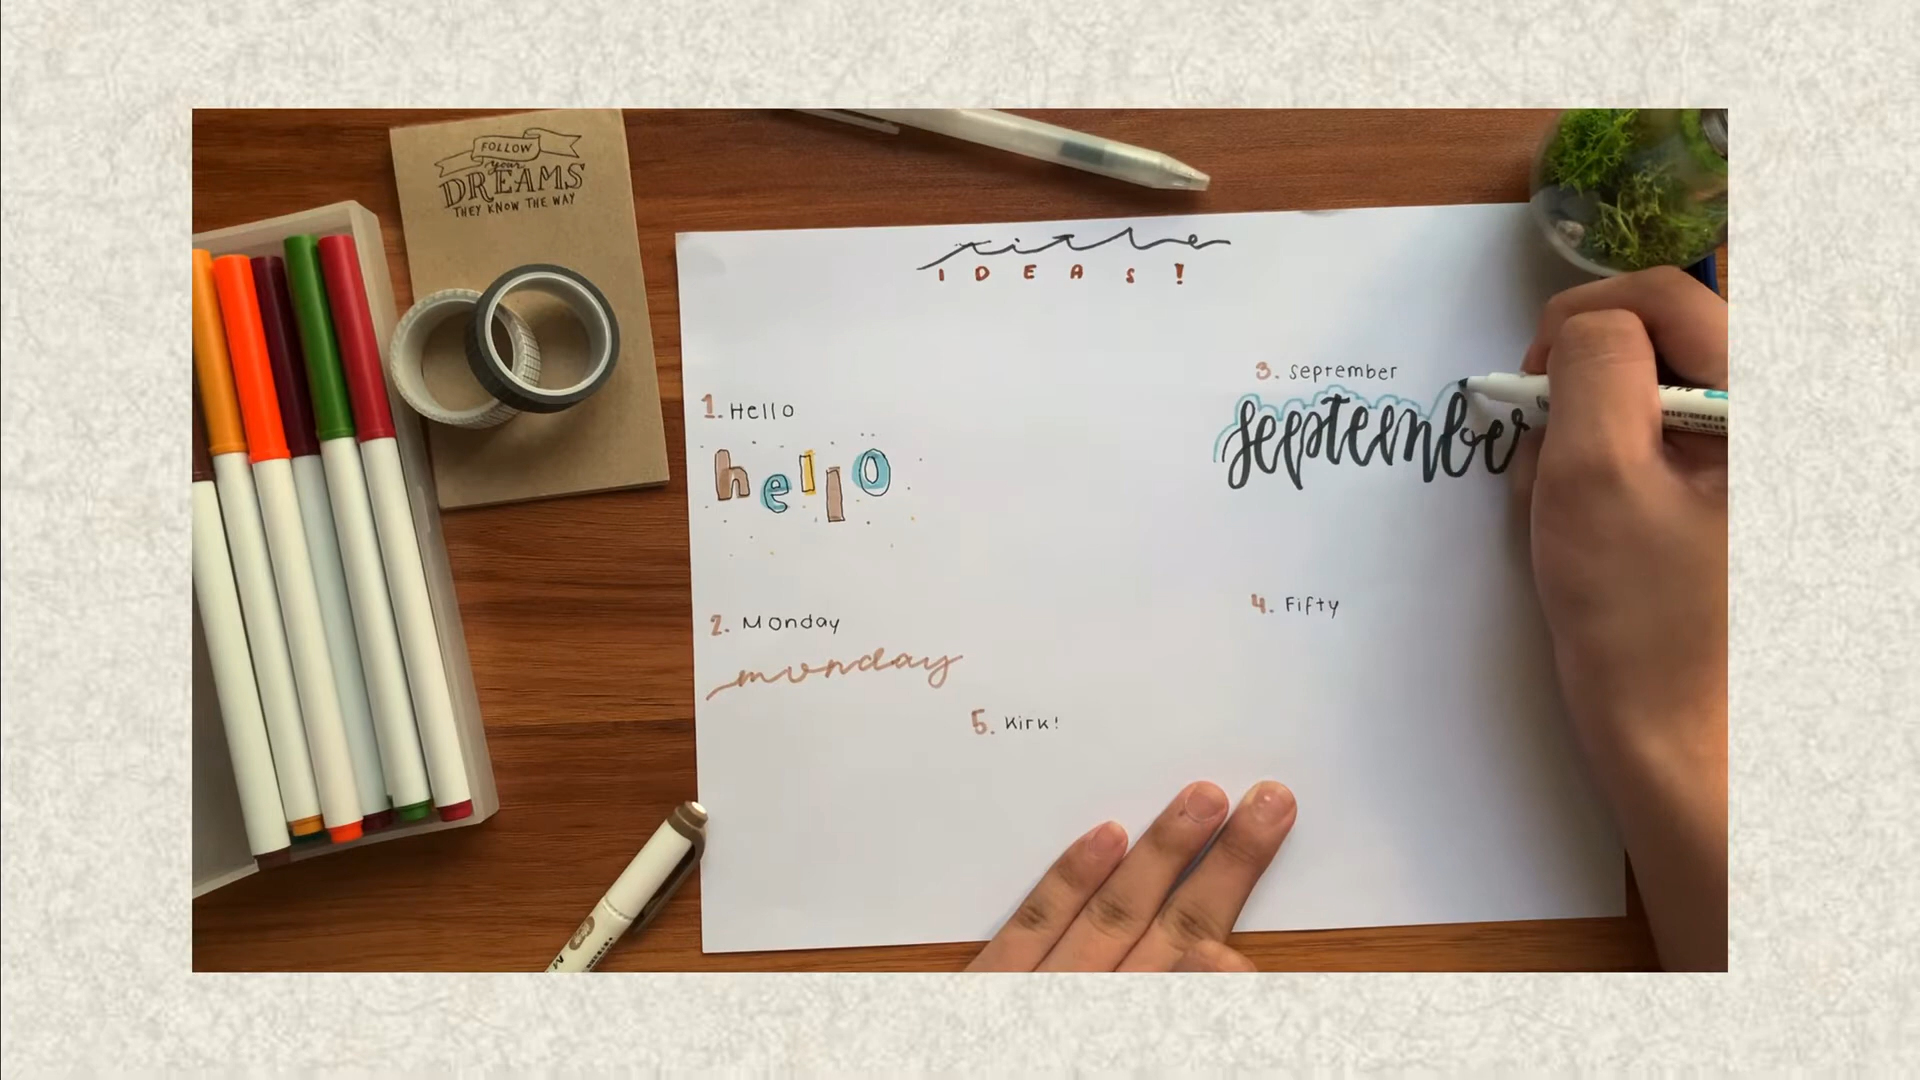 FOLLOW
your
DREAMS
THEY KNOW THE WAY
title
IDEAS!
1. Hello
hello
2. Monday
monday
3. September
september
4. Fifty
5. Kirk!